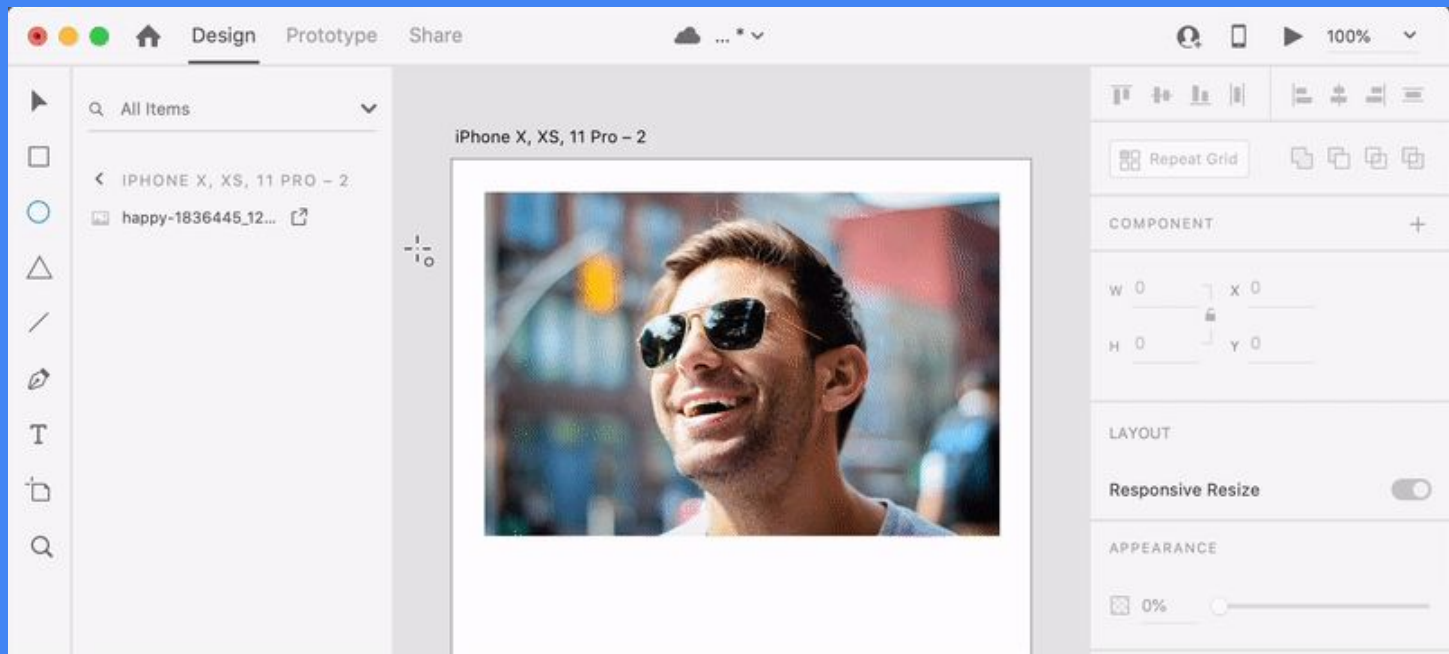 Design Prototype Share ... * 100%
All Items
iPhone X, XS, 11 Pro – 2
IPHONE X, XS, 11 PRO – 2
happy-1836445_12...
T
Repeat Grid
COMPONENT
W 0 X 0
H 0 Y 0
LAYOUT
Responsive Resize
APPEARANCE
0%